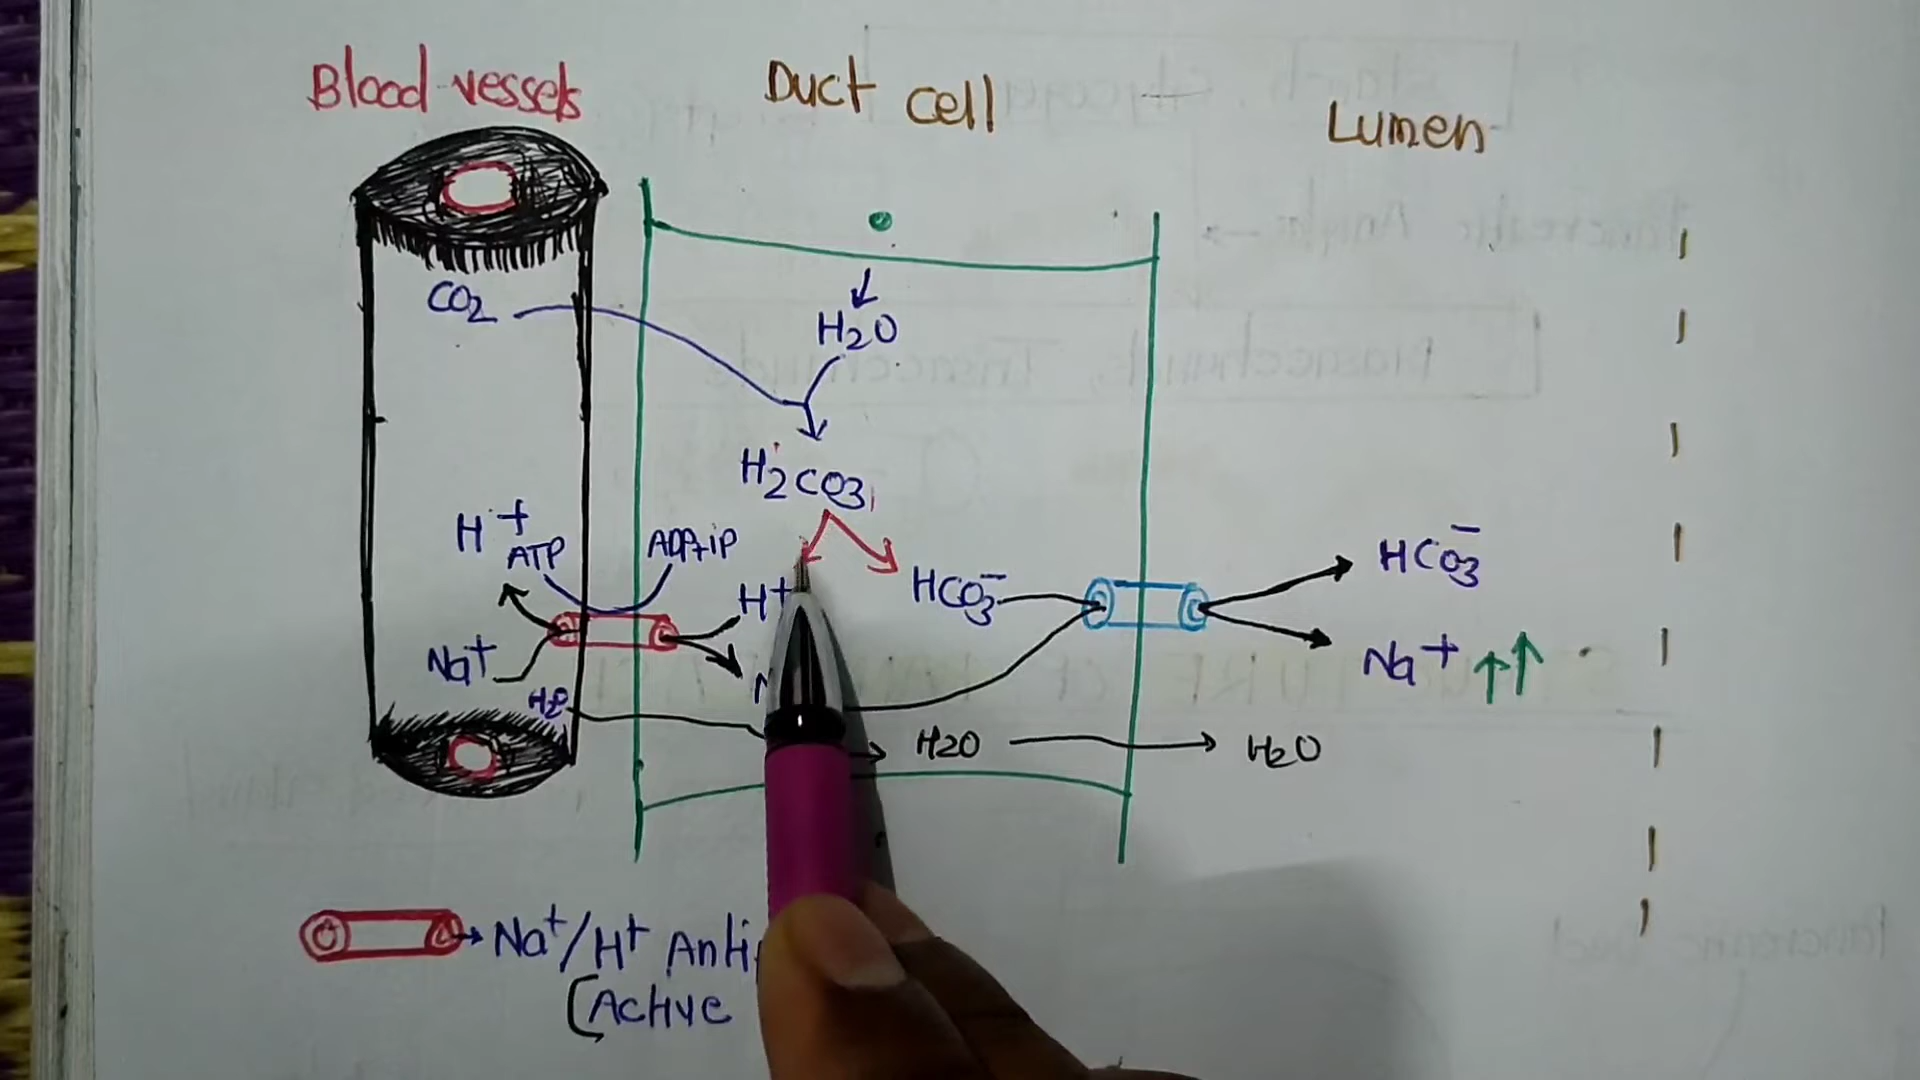 Blood vessels
Duct cell
Lumen
CO2
H2O
H2CO3
H+
ATP
ADP+iP
H+
HCO3-
HCO3-
Na+
Na+
H2O
H2O
H2O
Na+/H+ Anti
(Active